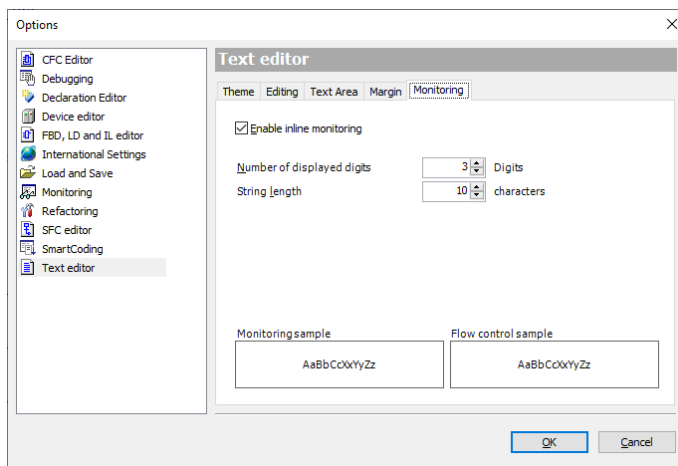 Options
CFC Editor
Debugging
Declaration Editor
Device editor
FBD, LD and IL editor
International Settings
Load and Save
Monitoring
Refactoring
SFC editor
SmartCoding
Text editor
Text editor
Theme Editing Text Area Margin Monitoring
Enable inline monitoring
Number of displayed digits 3 Digits
String length 10 characters
Monitoring sample Flow control sample
AaBbCcXxYyZz AaBbCcXxYyZz
OK Cancel